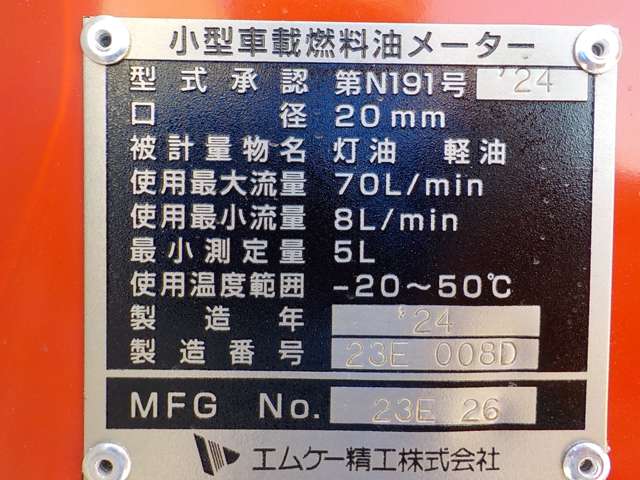 小型車載燃料油メーター
型式承認 第N191号 '24
口径 20mm
被計量物名 灯油 軽油
使用最大流量 70L/min
使用最小流量 8L/min
最小測定量 5L
使用温度範囲 -20～50℃
製造年 '24
製造番号 23E 008D
MFG No. 23E 26
エムケー精工株式会社